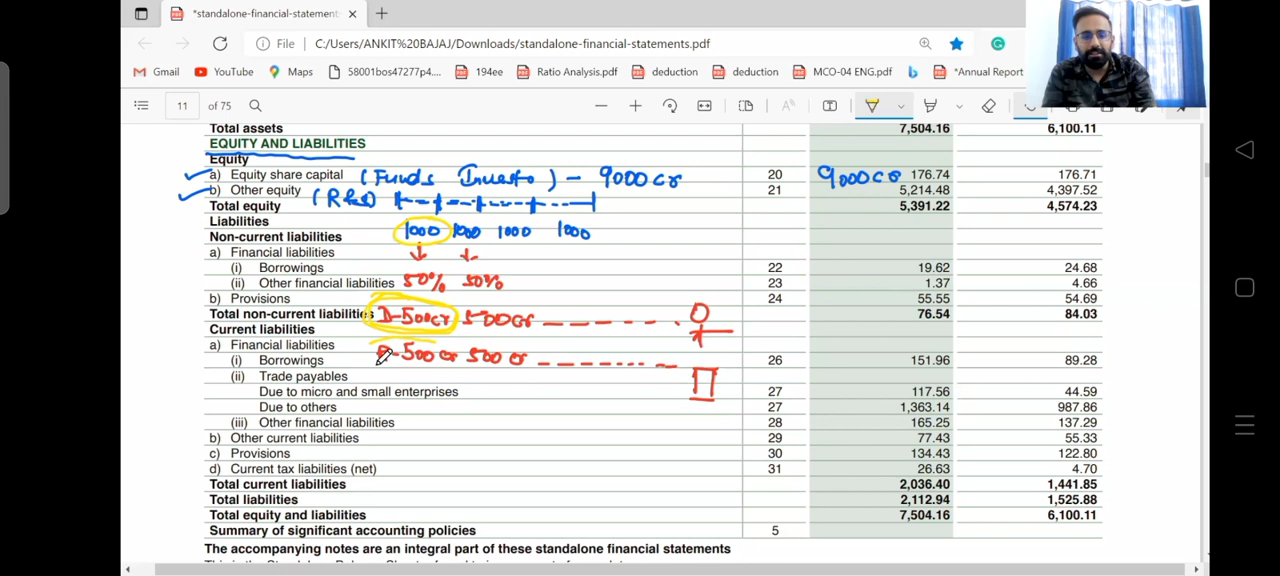 *standalone-financial-statement
File C:/Users/ANKIT%20BAJAJ/Downloads/standalone-financial-statements.pdf
Gmail YouTube Maps 58001bos47277p4.... 194ee Ratio Analysis.pdf deduction deduction MCO-04 ENG.pdf *Annual Report
11 of 75
Total assets 7,504.16 6,100.11
EQUITY AND LIABILITIES
Equity
a) Equity share capital (Funds Investo) - 9000 cr 20 9000 cr 176.74 176.71
b) Other equity (R&S) 21 5,214.48 4,397.52
Total equity 5,391.22 4,574.23
Liabilities 1000 1000 1000 1000
Non-current liabilities
a) Financial liabilities
(i) Borrowings 22 19.62 24.68
(ii) Other financial liabilities 50% 50% 23 1.37 4.66
b) Provisions 24 55.55 54.69
Total non-current liabilities D-500cr 500cr 76.54 84.03
Current liabilities
a) Financial liabilities
R-500 cr 500 cr
(i) Borrowings 26 151.96 89.28
(ii) Trade payables
Due to micro and small enterprises 27 117.56 44.59
Due to others 27 1,363.14 987.86
(iii) Other financial liabilities 28 165.25 137.29
b) Other current liabilities 29 77.43 55.33
c) Provisions 30 134.43 122.80
d) Current tax liabilities (net) 31 26.63 4.70
Total current liabilities 2,036.40 1,441.85
Total liabilities 2,112.94 1,525.88
Total equity and liabilities 7,504.16 6,100.11
Summary of significant accounting policies 5
The accompanying notes are an integral part of these standalone financial statements